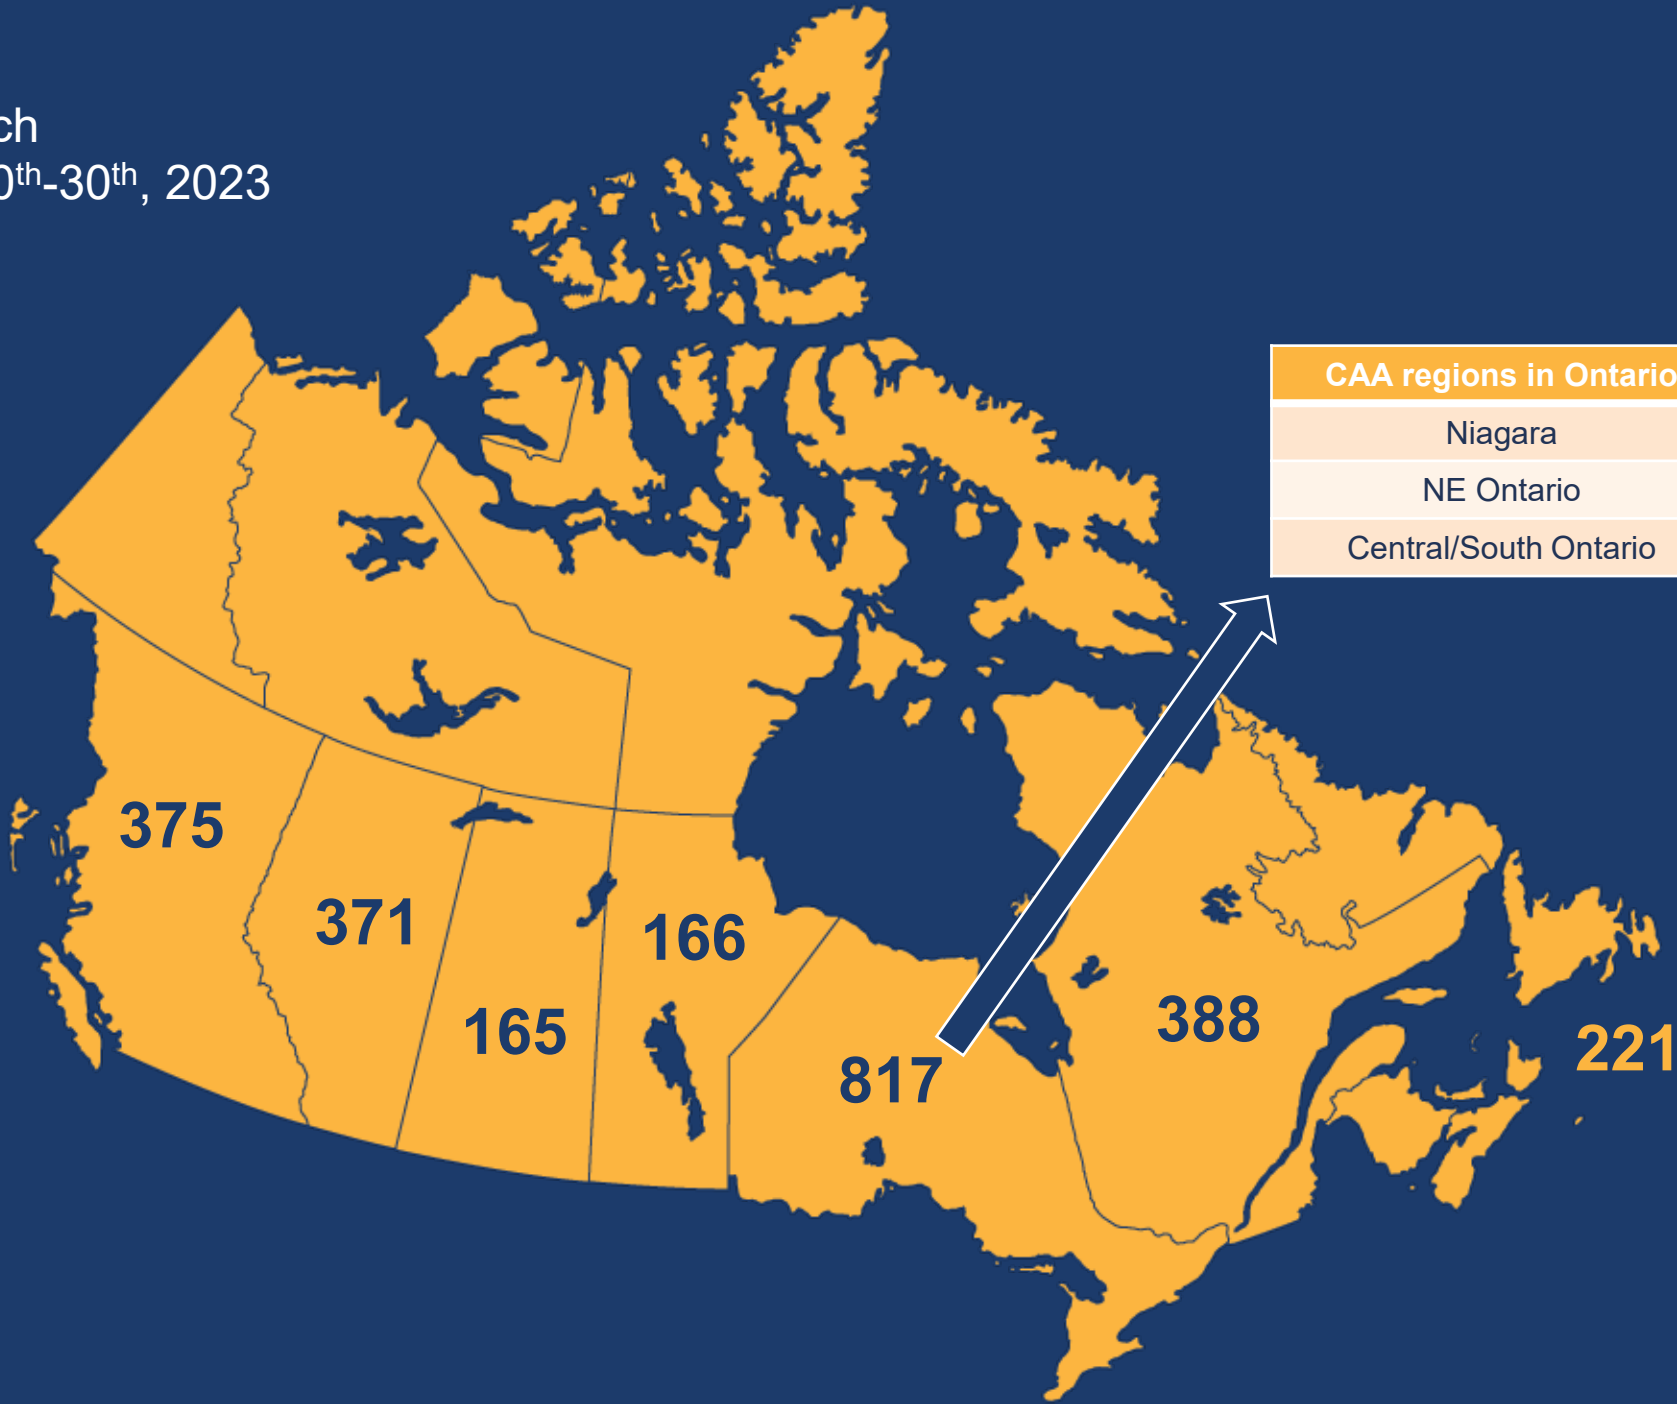 ch
0th-30th, 2023
CAA regions in Ontario
Niagara
NE Ontario
Central/South Ontario
375
371
166
165
388
817
221